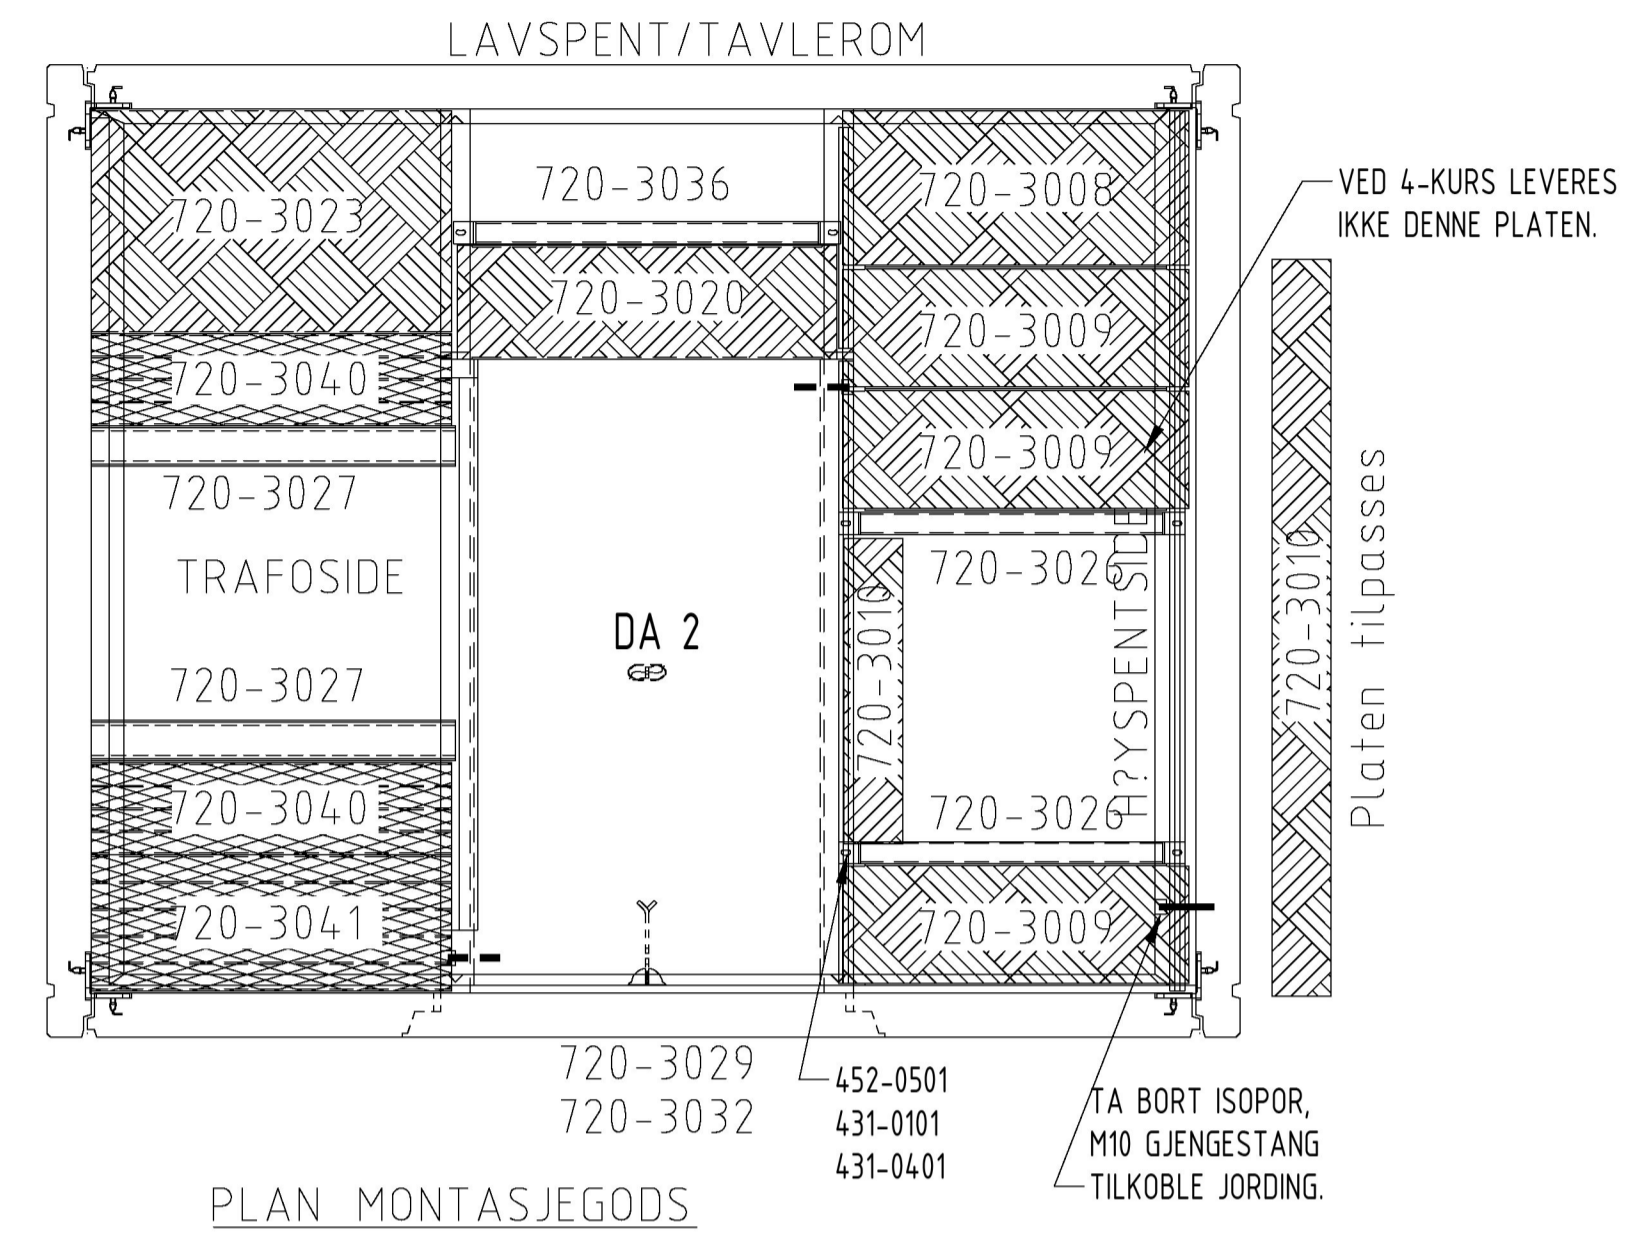 LAVSPENT/TAVLEROM
720-3023
720-3036
720-3008
VED 4-KURS LEVERES
IKKE DENNE PLATEN.
720-3020
720-3009
720-3040
720-3009
720-3027
TRAFOSIDE
720-3026
H?YSPENTSIDE
720-3010
720-3010
Platen tilpasses
DA 2
720-3027
720-3040
720-3026
720-3041
720-3009
720-3029
720-3032
452-0501
431-0101
431-0401
TA BORT ISOPOR,
M10 GJENGESTANG
TILKOBLE JORDING.
PLAN MONTASJEGODS